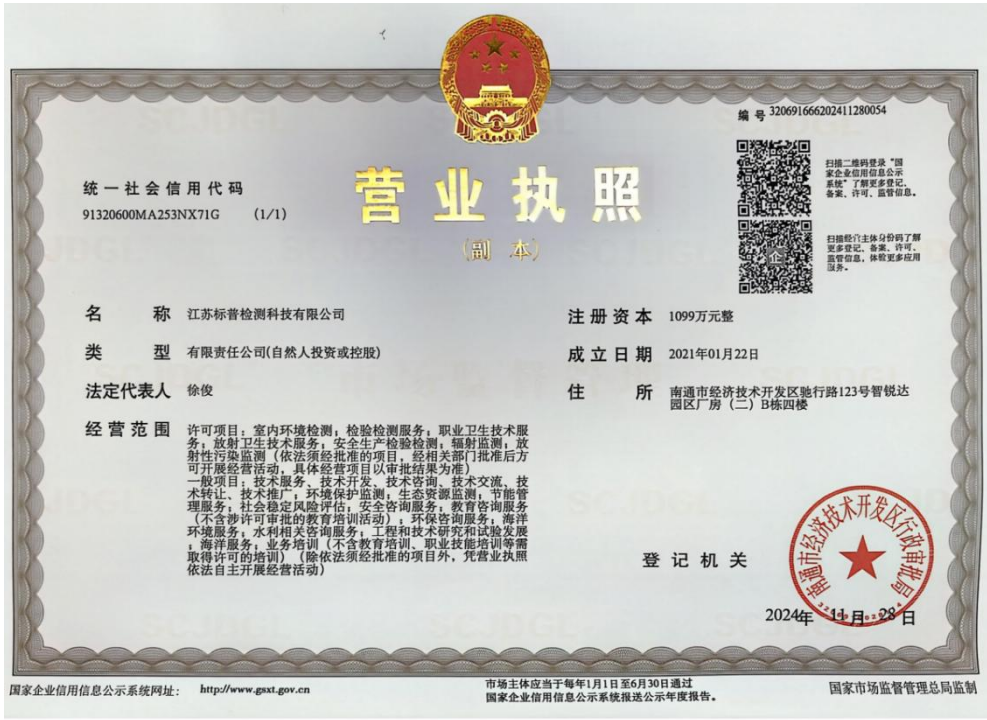 编号 320691666202411280054
统一社会信用代码
91320600MA253NX71G (1/1)
营业执照
(副 本)
扫描二维码登录“国
家企业信用信息公示
系统”了解更多登记、
备案、许可、监管信息。
扫描经营主体身份码了解
更多登记、备案、许可、
监管信息，体验更多应用
服务。
企
名 称 江苏标普检测科技有限公司
类 型 有限责任公司(自然人投资或控股)
法定代表人 徐俊
经营范围 许可项目：室内环境检测；检验检测服务；职业卫生技术服
务；放射卫生技术服务；安全生产检验检测；辐射监测；放
射性污染监测（依法须经批准的项目，经相关部门批准后方
可开展经营活动，具体经营项目以审批结果为准）
一般项目：技术服务、技术开发、技术咨询、技术交流、技
术转让、技术推广；环境保护监测；生态资源监测；节能管
理服务；社会稳定风险评估；安全咨询服务；教育咨询服务
（不含涉许可审批的教育培训活动）；环保咨询服务；海洋
环境服务；水利相关咨询服务；工程和技术研究和试验发展
；海洋服务；业务培训（不含教育培训、职业技能培训等需
取得许可的培训）（除依法须经批准的项目外，凭营业执照
依法自主开展经营活动）
注册资本 1099万元整
成立日期 2021年01月22日
住 所 南通市经济技术开发区驰行路123号智锐达
园区厂房（二）B栋四楼
登记机关
南通市经济技术开发区行政审批局
2024年 11月 28日
国家企业信用信息公示系统网址： http://www.gsxt.gov.cn
市场主体应当于每年1月1日至6月30日通过
国家企业信用信息公示系统报送公示年度报告。
国家市场监督管理总局监制